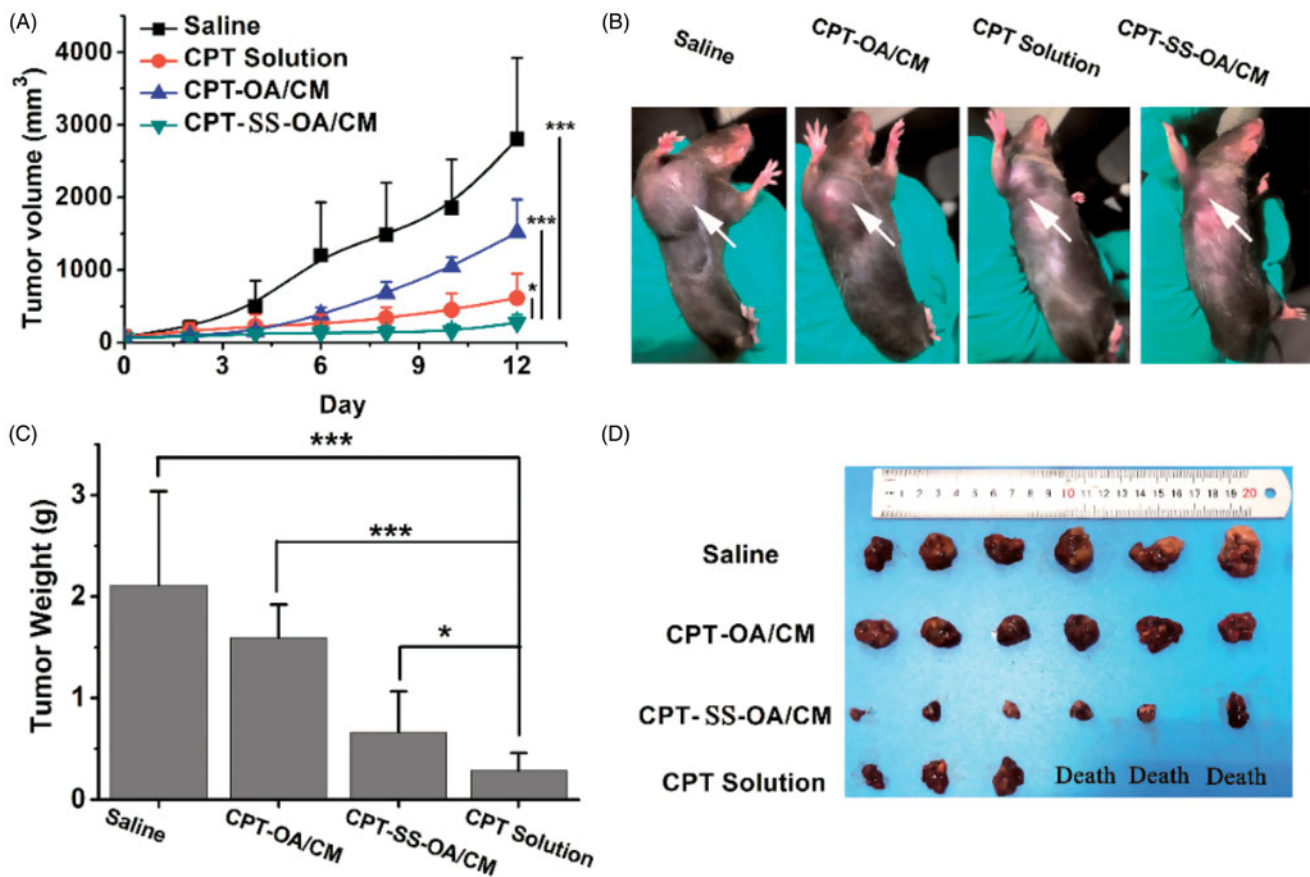 (A)
Saline
CPT Solution
CPT-OA/CM
CPT-SS-OA/CM
Tumor volume (mm³)
4000
3000
2000
1000
0
0
3
6
9
12
Day
***
***
*
(B)
Saline
CPT-OA/CM
CPT Solution
CPT-SS-OA/CM
(C)
Tumor Weight (g)
3
2
1
0
***
***
*
Saline
CPT-OA/CM
CPT-SS-OA/CM
CPT Solution
(D)
1 2 3 4 5 6 7 8 9 10 11 12 13 14 15 16 17 18 19 20
Saline
CPT-OA/CM
CPT-SS-OA/CM
CPT Solution
Death Death Death